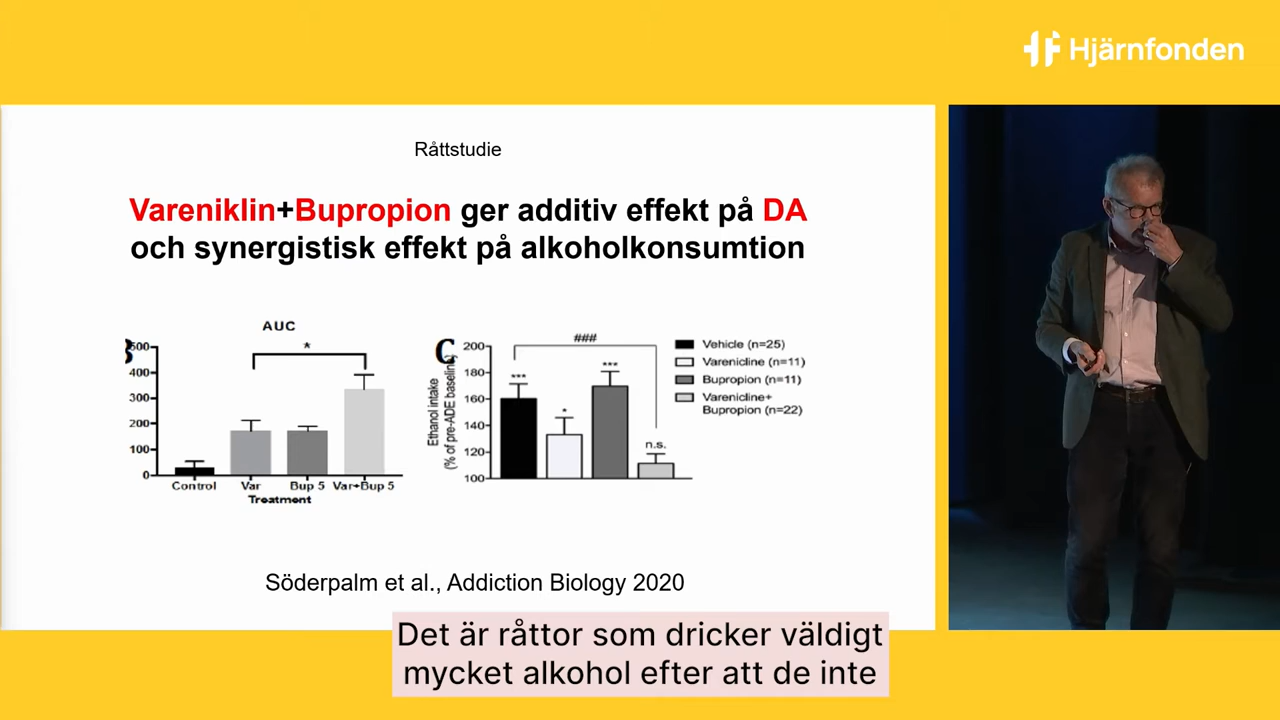 Hjärnfonden
Råttstudie
Vareniklin+Bupropion ger additiv effekt på DA
och synergistisk effekt på alkoholkonsumtion
AUC
*
500
400
300
200
100
0
Control Var Bup 5 Var+Bup 5
Treatment
C
Ethanol intake
(% of pre-ADE baseline)
200
180
160
140
120
100
###
***
*
***
n.s.
Vehicle (n=25)
Varenicline (n=11)
Bupropion (n=11)
Varenicline+
Bupropion (n=22)
Söderpalm et al., Addiction Biology 2020
Det är råttor som dricker väldigt
mycket alkohol efter att de inte